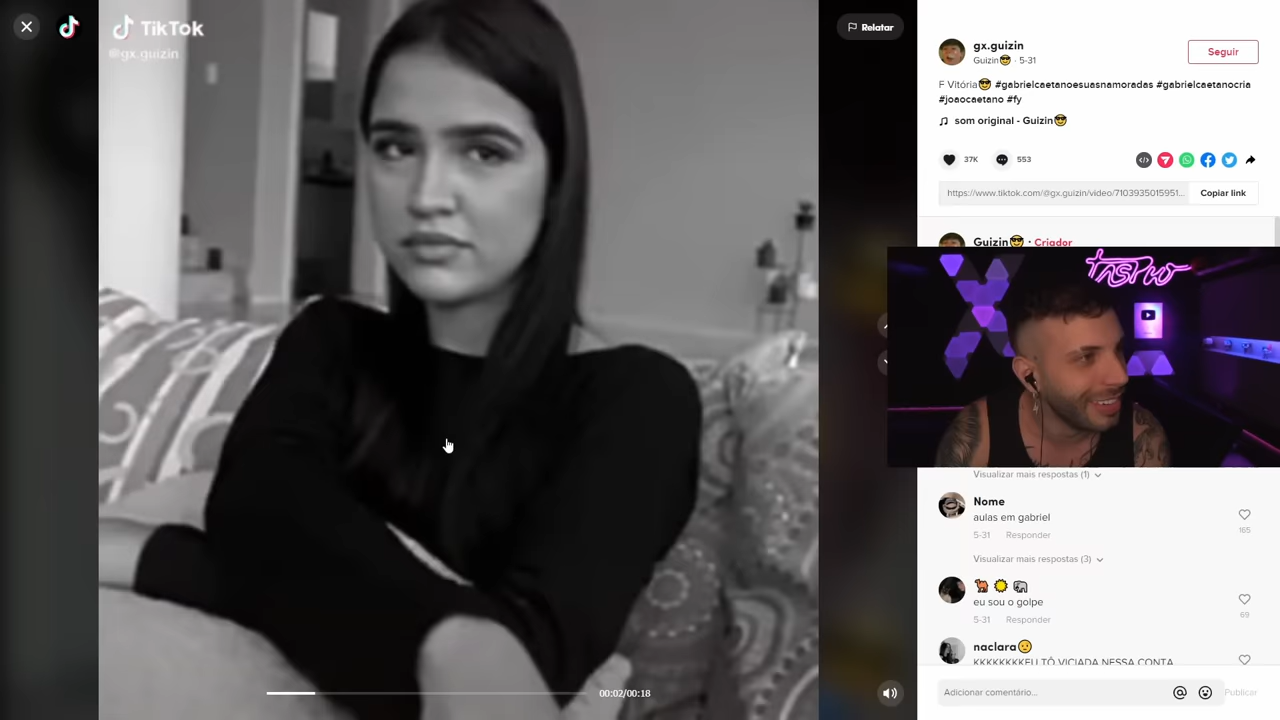 TikTok
@gx.guizin
Relatar
gx.guizin
Guizin😎 · 5-31
Seguir
F Vitória😎 #gabrielcaetanoesuasnamoradas #gabrielcaetanocria
#joaocaetano #fy
som original - Guizin😎
37K
553
https://www.tiktok.com/@gx.guizin/video/7103935015951...
Copiar link
Guizin😎 · Criador
Visualizar mais respostas (1)
Nome
aulas em gabriel
165
5-31 Responder
Visualizar mais respostas (3)
🐫 🌞 🐘
eu sou o golpe
69
5-31 Responder
naclara😟
KKKKKKKKEU TÔ VICIADA NESSA CONTA
Adicionar comentário...
Publicar
00:02/00:18